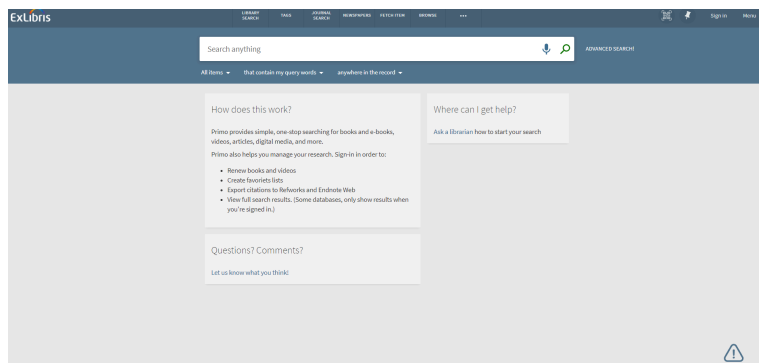 ExLibris
LIBRARY SEARCH
TAGS
JOURNAL SEARCH
NEWSPAPERS
FETCH ITEM
BROWSE
•••
Sign in
Menu
Search anything
ADVANCED SEARCH!
All items
that contain my query words
anywhere in the record
How does this work?
Primo provides simple, one-stop searching for books and e-books,
videos, articles, digital media, and more.
Primo also helps you manage your research. Sign-in in order to:
• Renew books and videos
• Create favoriets lists
• Export citations to Refworks and Endnote Web
• View full search results. (Some databases, only show results when
you're signed in.)
Where can I get help?
Ask a librarian how to start your search
Questions? Comments?
Let us know what you think!